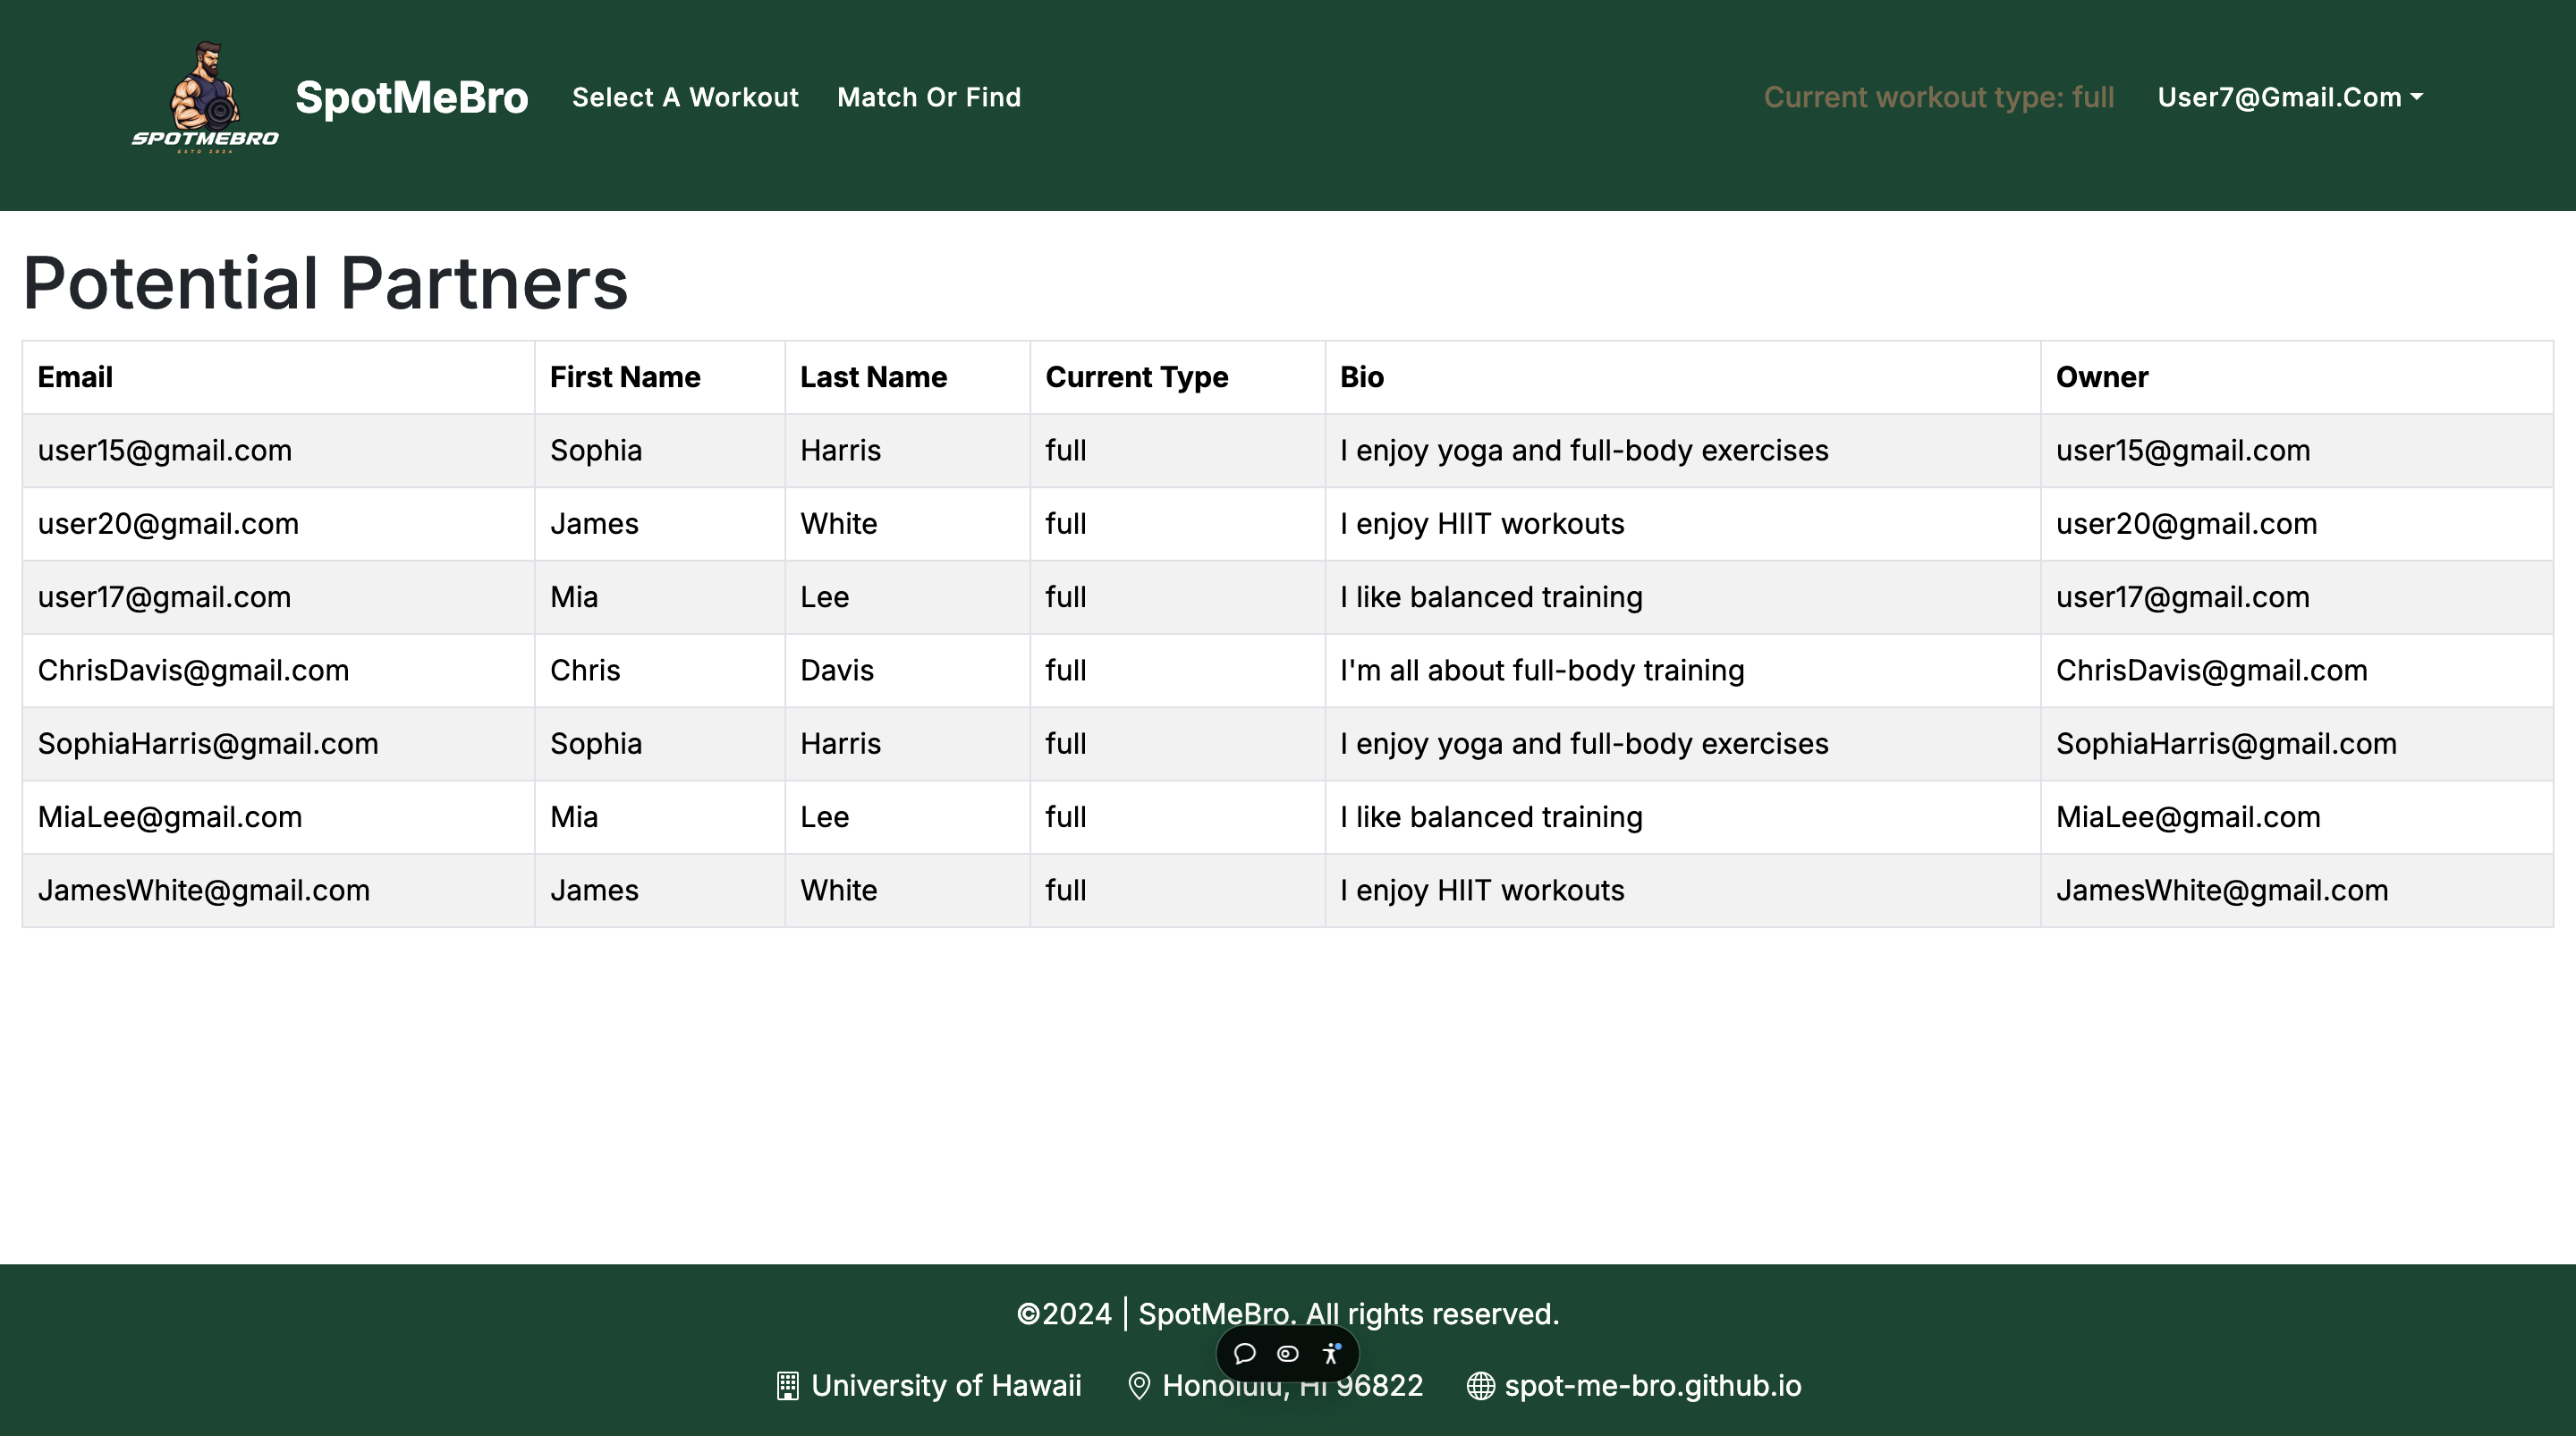 SPOTMEBRO
ESTD 2024
SpotMeBro Select A Workout Match Or Find Current workout type: full User7@Gmail.Com
Potential Partners
Email First Name Last Name Current Type Bio Owner
user15@gmail.com Sophia Harris full I enjoy yoga and full-body exercises user15@gmail.com
user20@gmail.com James White full I enjoy HIIT workouts user20@gmail.com
user17@gmail.com Mia Lee full I like balanced training user17@gmail.com
ChrisDavis@gmail.com Chris Davis full I'm all about full-body training ChrisDavis@gmail.com
SophiaHarris@gmail.com Sophia Harris full I enjoy yoga and full-body exercises SophiaHarris@gmail.com
MiaLee@gmail.com Mia Lee full I like balanced training MiaLee@gmail.com
JamesWhite@gmail.com James White full I enjoy HIIT workouts JamesWhite@gmail.com
©2024 | SpotMeBro. All rights reserved.
University of Hawaii Honolulu, HI 96822 spot-me-bro.github.io